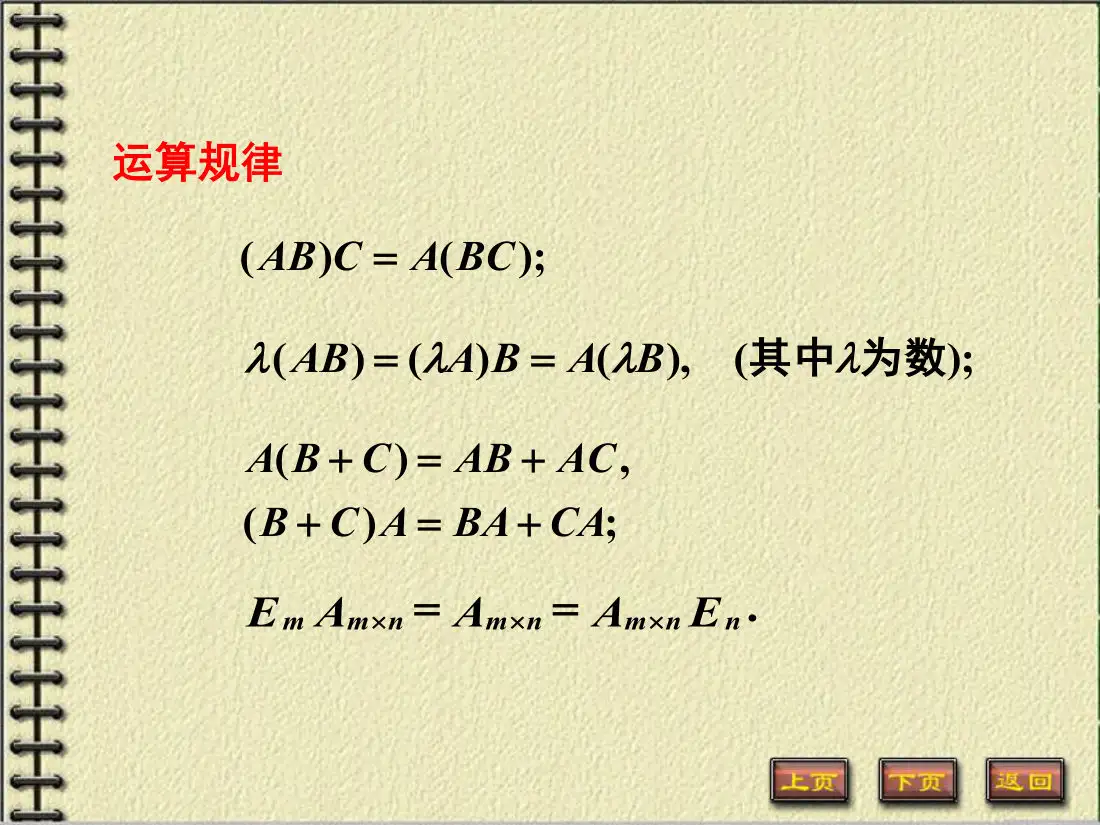 运算规律
(AB)C = A(BC);
λ(AB) = (λA)B = A(λB), (其中λ为数);
A(B + C) = AB + AC,
(B + C)A = BA + CA;
E_m A_{m×n} = A_{m×n} = A_{m×n} E_n .
上页 下页 返回